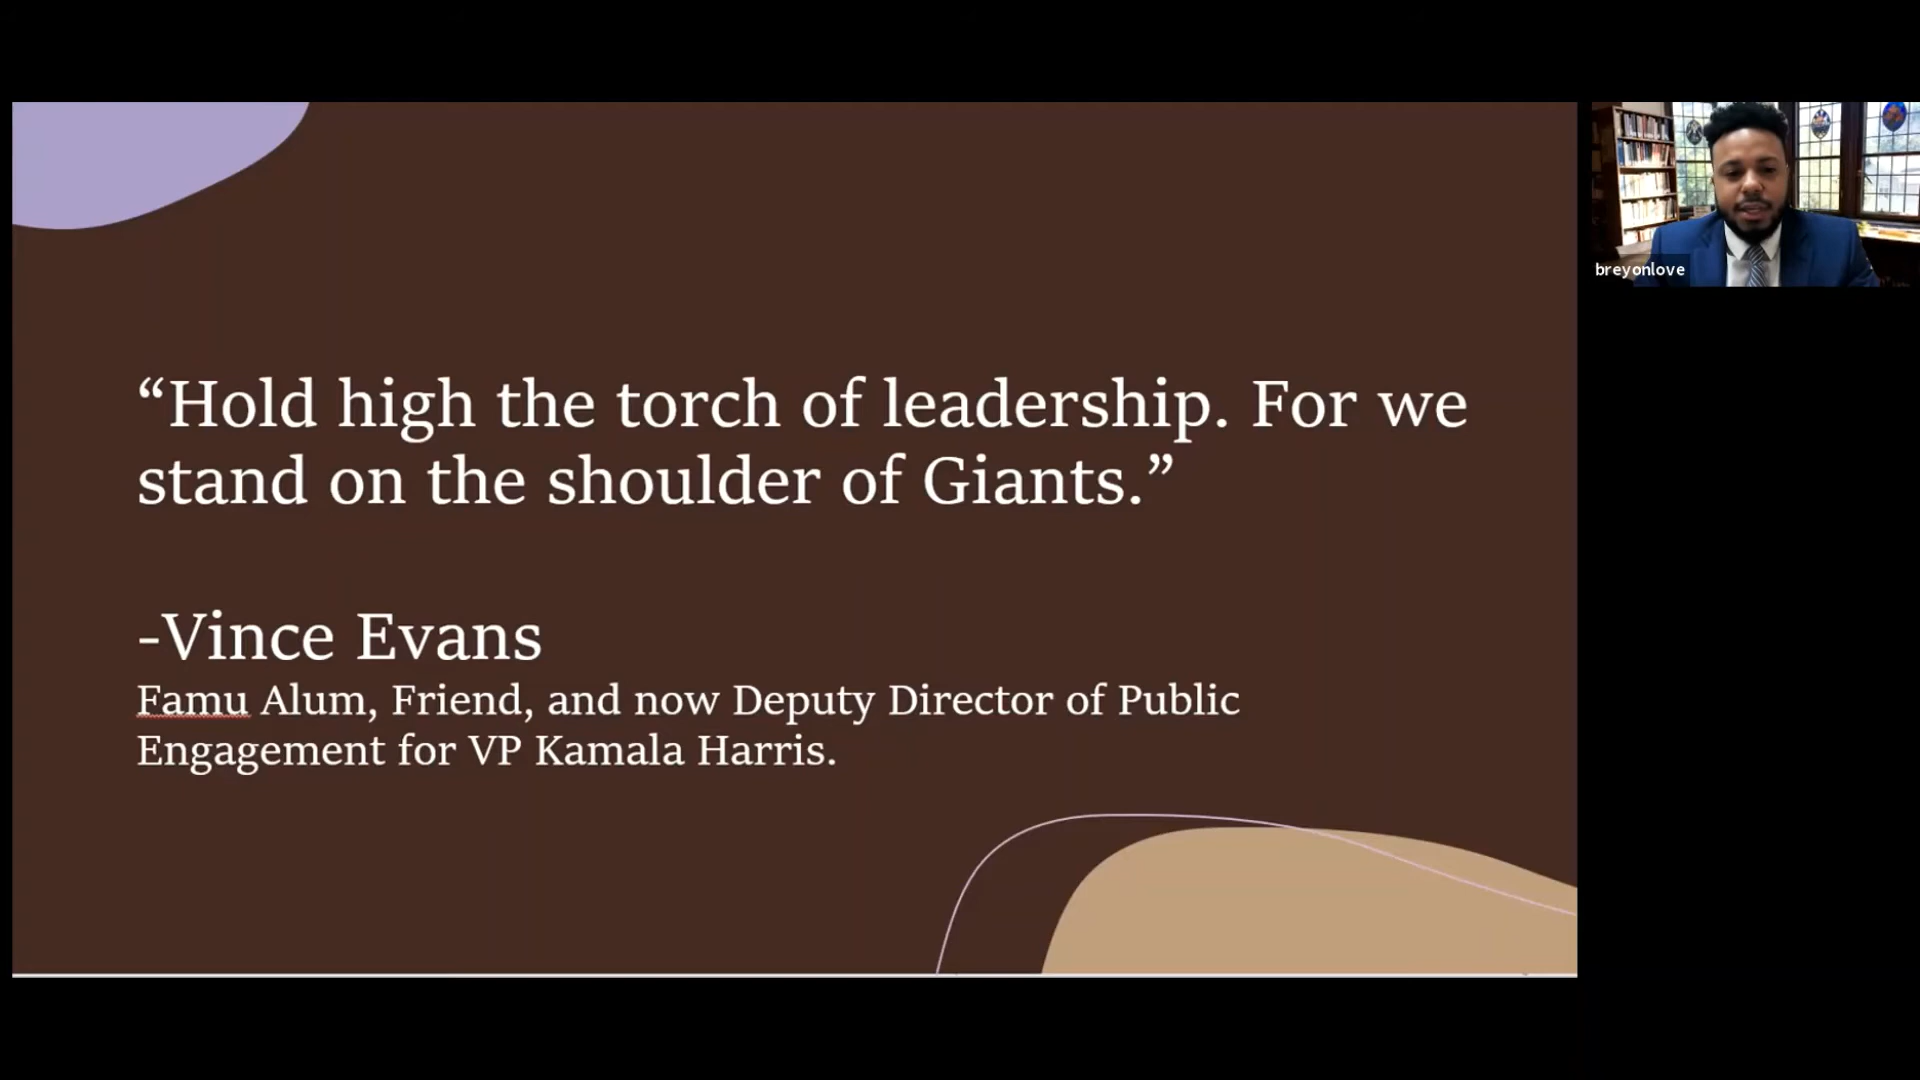 “Hold high the torch of leadership. For we
stand on the shoulder of Giants.”
-Vince Evans
Famu Alum, Friend, and now Deputy Director of Public
Engagement for VP Kamala Harris.
breyonlove